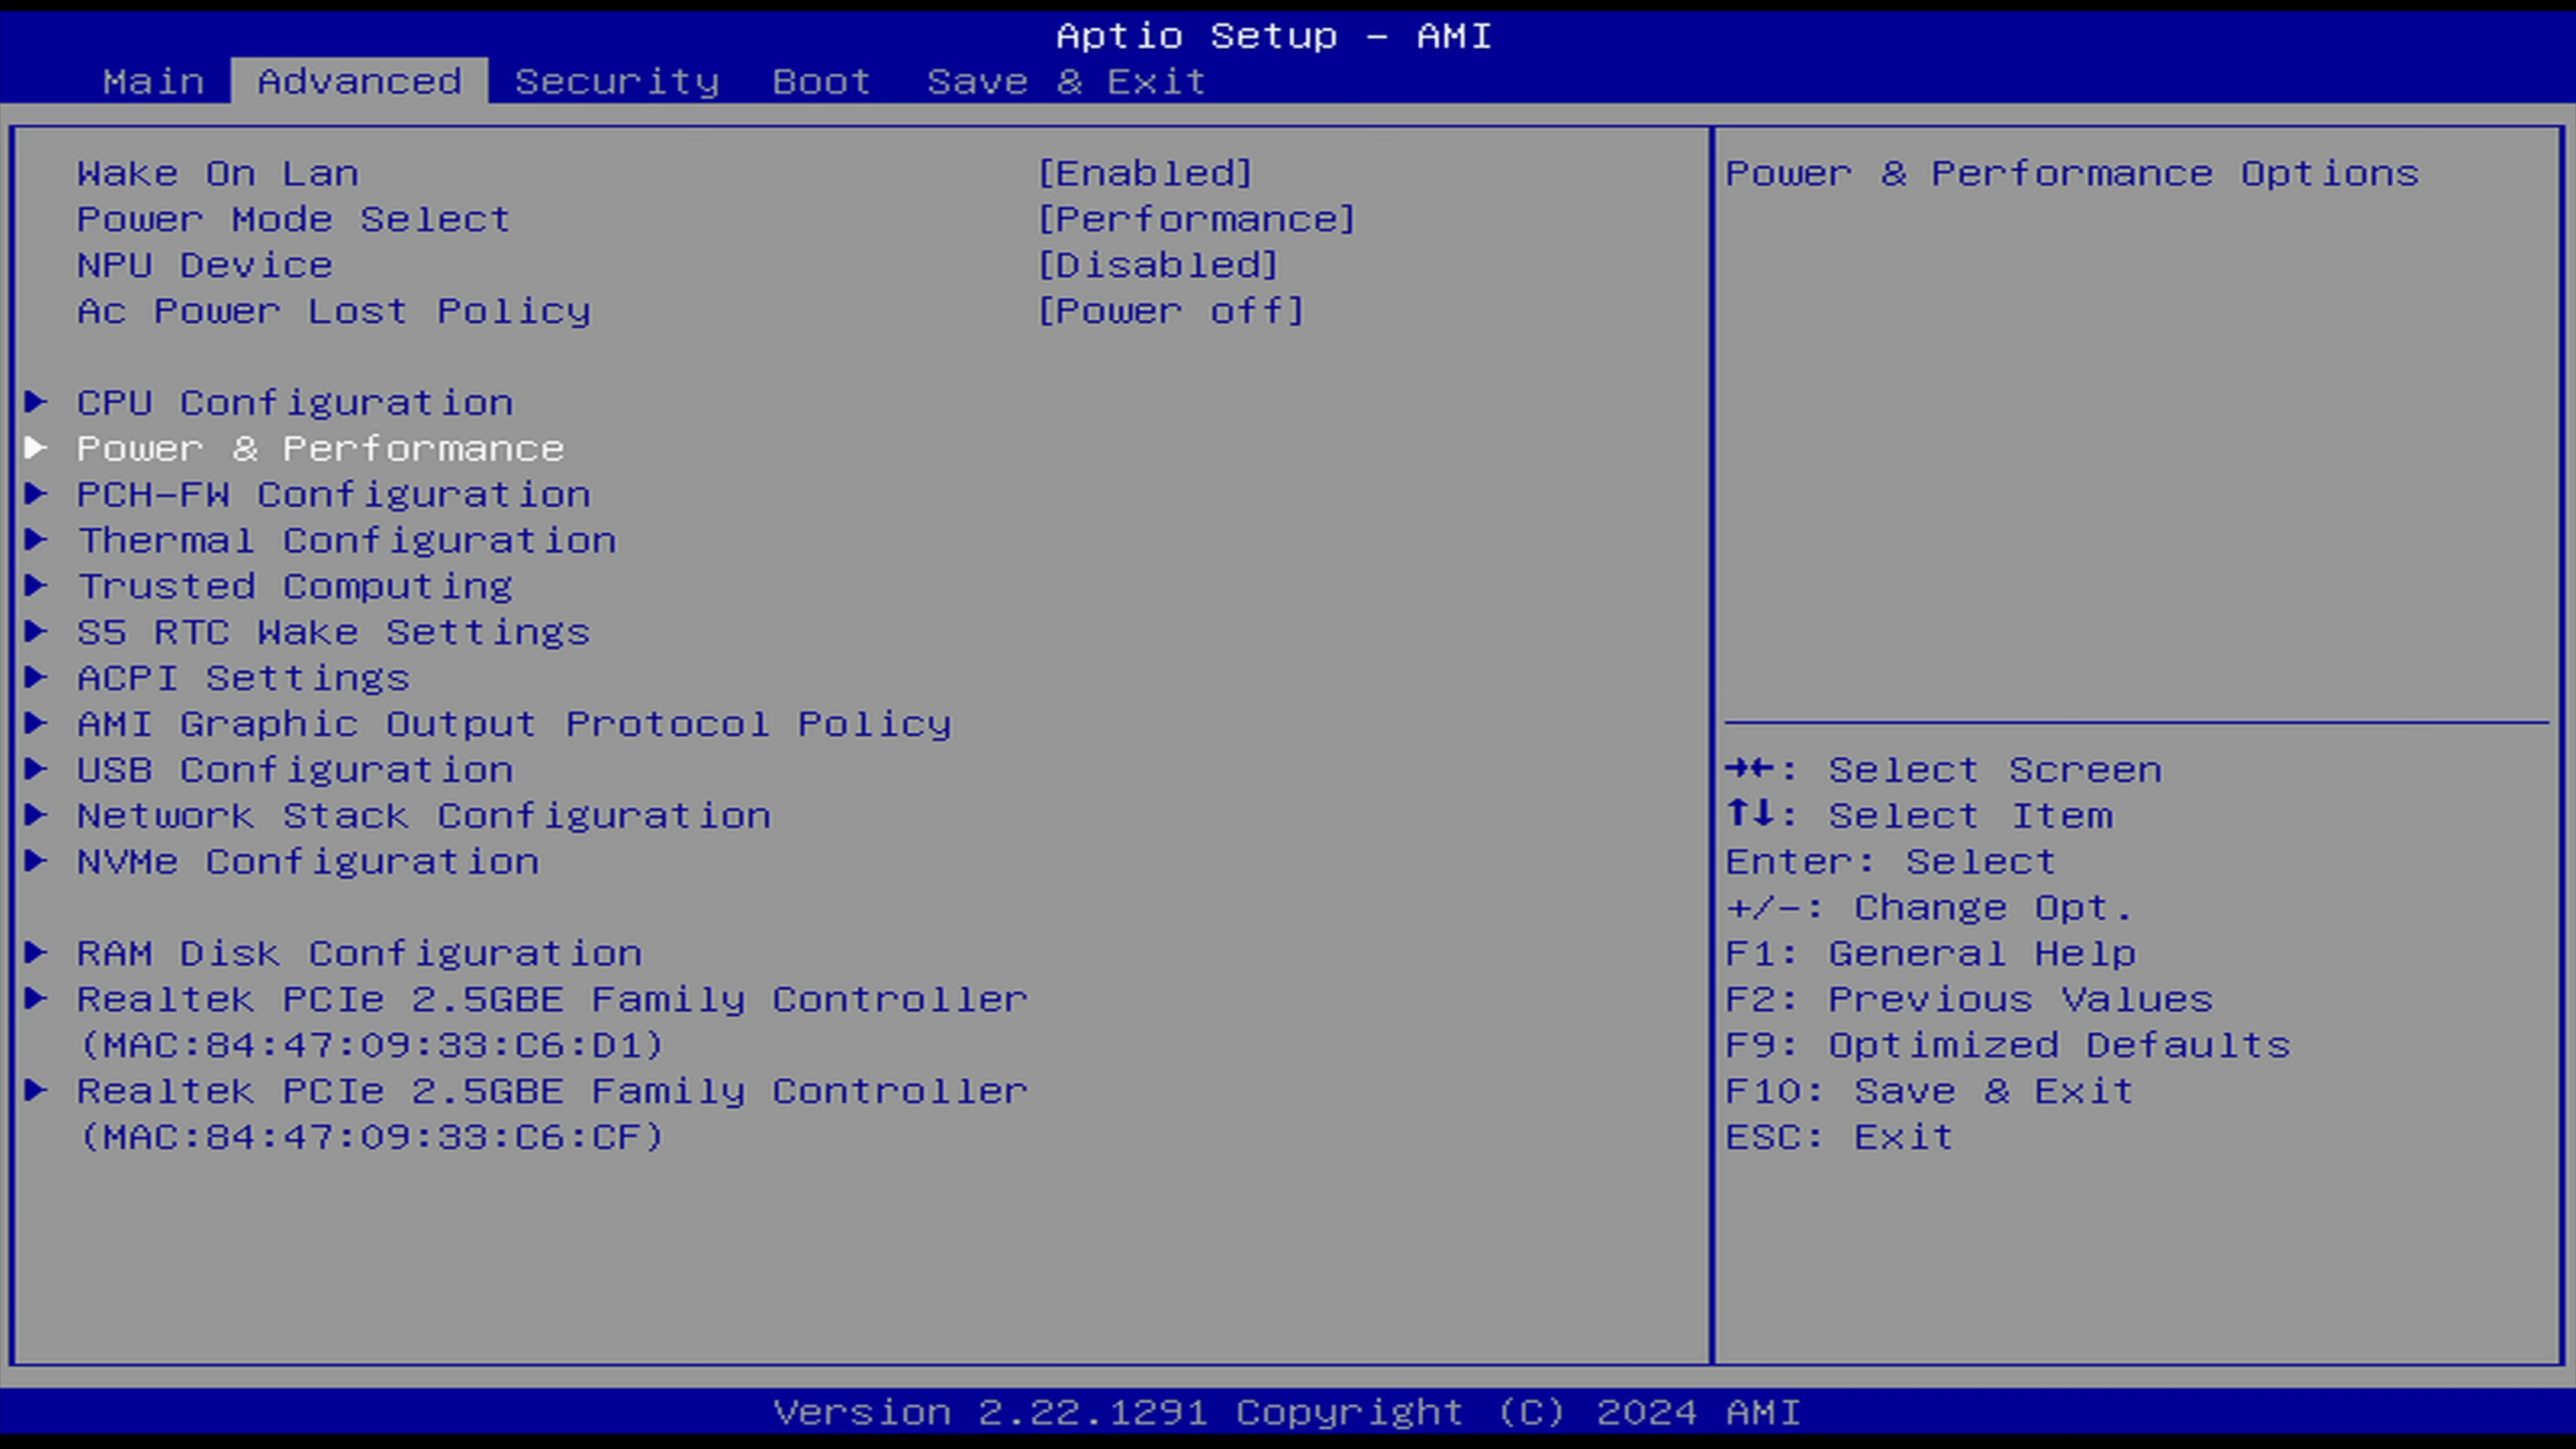 Aptio Setup - AMI
Main Advanced Security Boot Save & Exit
Wake On Lan [Enabled]
Power Mode Select [Performance]
NPU Device [Disabled]
Ac Power Lost Policy [Power off]
CPU Configuration
Power & Performance
PCH-FW Configuration
Thermal Configuration
Trusted Computing
S5 RTC Wake Settings
ACPI Settings
AMI Graphic Output Protocol Policy
USB Configuration
Network Stack Configuration
NVMe Configuration
RAM Disk Configuration
Realtek PCIe 2.5GBE Family Controller
(MAC:84:47:09:33:C6:D1)
Realtek PCIe 2.5GBE Family Controller
(MAC:84:47:09:33:C6:CF)
Power & Performance Options
→←: Select Screen
↑↓: Select Item
Enter: Select
+/-: Change Opt.
F1: General Help
F2: Previous Values
F9: Optimized Defaults
F10: Save & Exit
ESC: Exit
Version 2.22.1291 Copyright (C) 2024 AMI